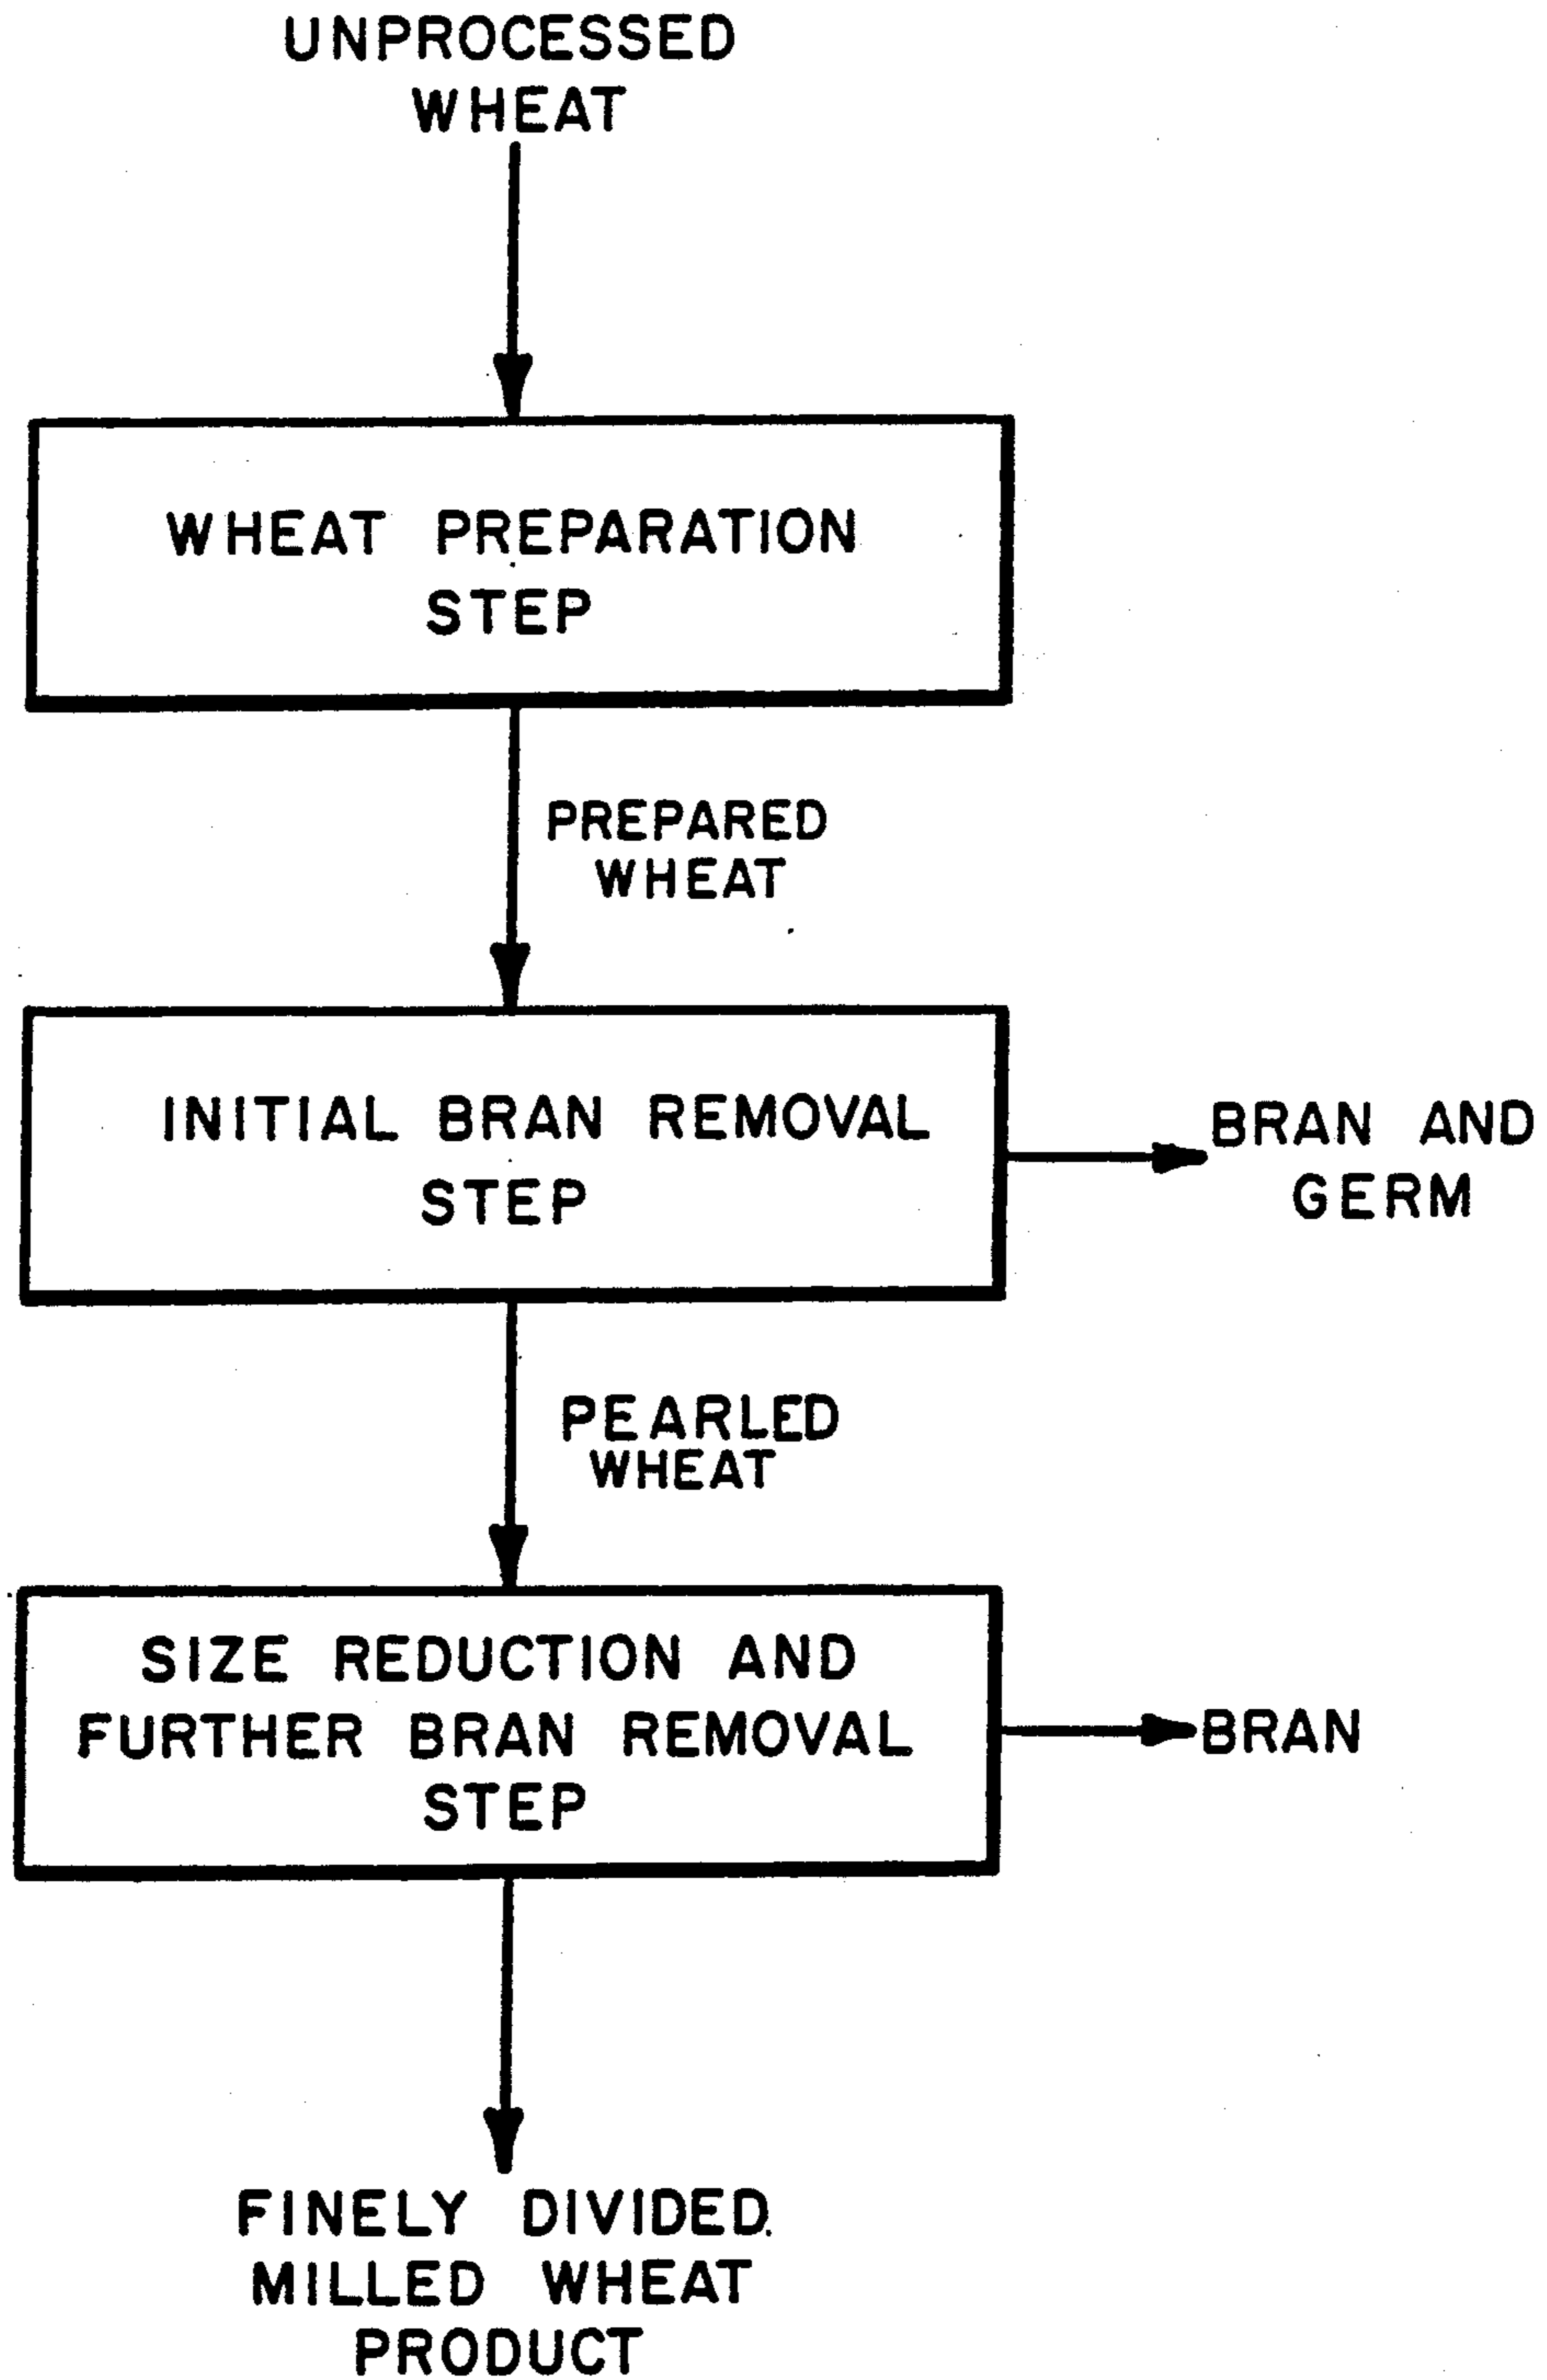 UNPROCESSED
WHEAT
WHEAT PREPARATION
STEP
PREPARED
WHEAT
INITIAL BRAN REMOVAL
STEP
BRAN AND
GERM
PEARLED
WHEAT
SIZE REDUCTION AND
FURTHER BRAN REMOVAL
STEP
BRAN
FINELY DIVIDED
MILLED WHEAT
PRODUCT